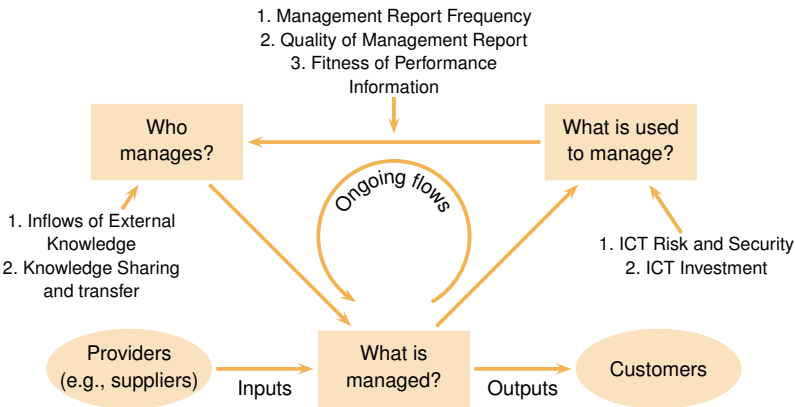 1. Management Report Frequency
2. Quality of Management Report
3. Fitness of Performance
Information
Who
manages?
What is used
to manage?
Ongoing flows
1. Inflows of External
Knowledge
2. Knowledge Sharing
and transfer
1. ICT Risk and Security
2. ICT Investment
Providers
(e.g., suppliers)
Inputs
What is
managed?
Outputs
Customers